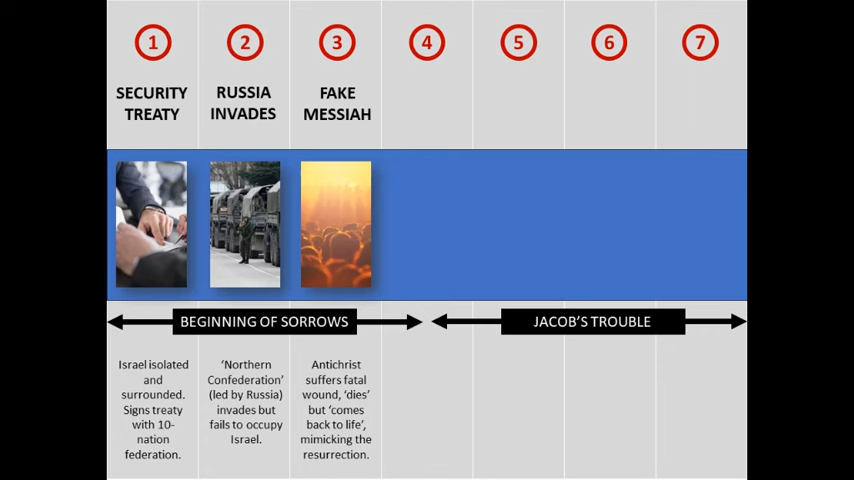 1
2
3
4
5
6
7
SECURITY
TREATY
RUSSIA
INVADES
FAKE
MESSIAH
BEGINNING OF SORROWS
JACOB'S TROUBLE
Israel isolated
and
surrounded.
Signs treaty
with 10-
nation
federation.
‘Northern
Confederation’
(led by Russia)
invades but
fails to occupy
Israel.
Antichrist
suffers fatal
wound, ‘dies’
but ‘comes
back to life’,
mimicking the
resurrection.